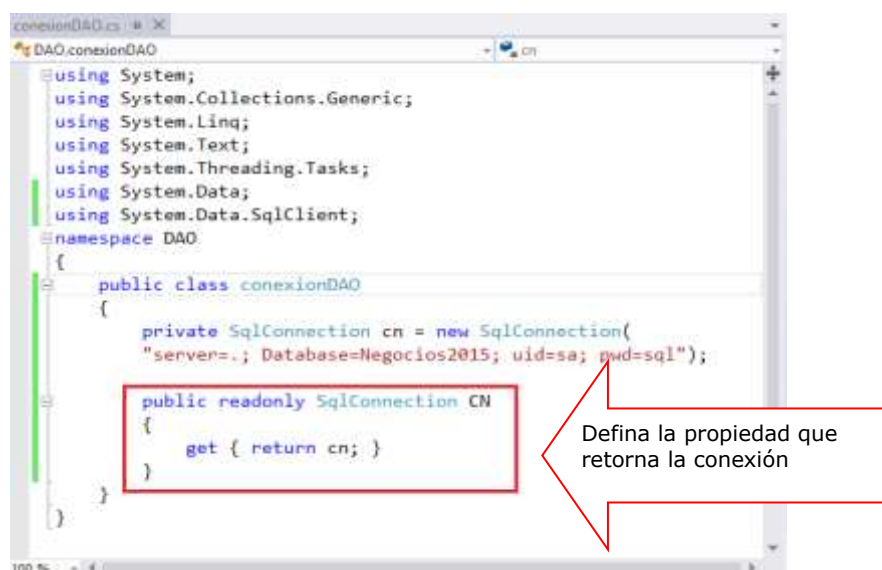 conexionDAO.cs
DAO.conexionDAO
cn
using System;
using System.Collections.Generic;
using System.Linq;
using System.Text;
using System.Threading.Tasks;
using System.Data;
using System.Data.SqlClient;
namespace DAO
{
public class conexionDAO
{
private SqlConnection cn = new SqlConnection(
"server=.; Database=Negocios2015; uid=sa; pwd=sql");
public readonly SqlConnection CN
{
get { return cn; }
}
}
}
Defina la propiedad que
retorna la conexión
100 %